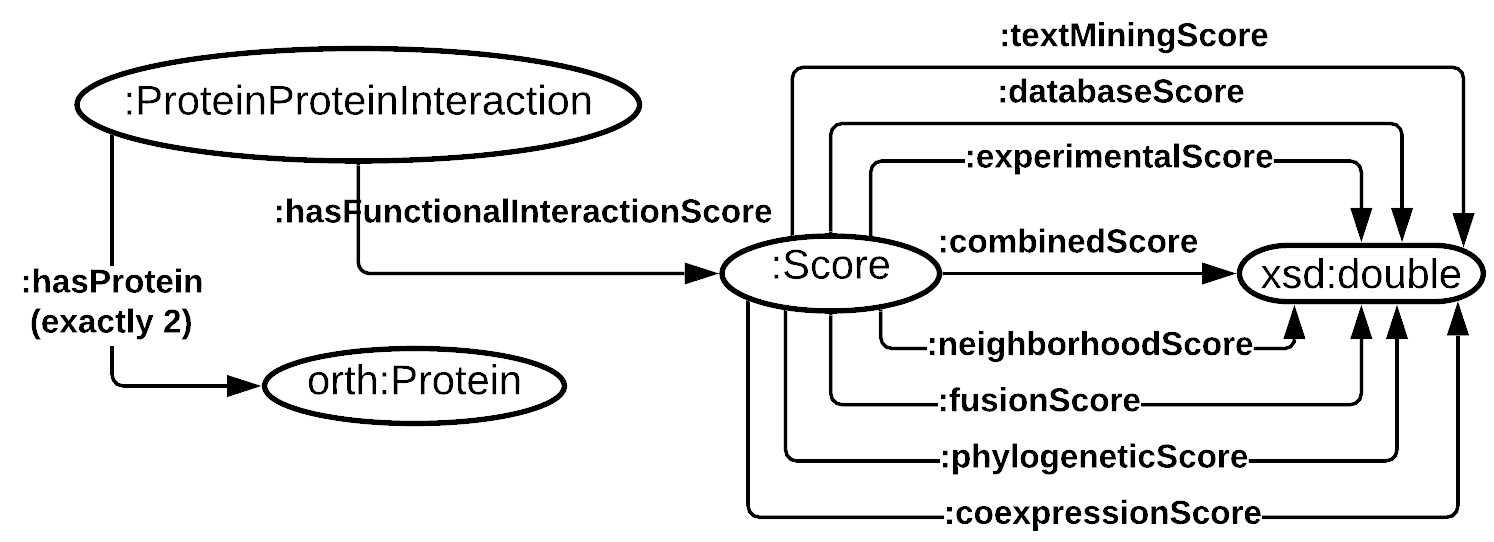 :textMiningScore
:ProteinProteinInteraction
:databaseScore
:experimentalScore
:hasFunctionalInteractionScore
:combinedScore
:Score
xsd:double
:hasProtein
(exactly 2)
:neighborhoodScore
orth:Protein
:fusionScore
:phylogeneticScore
:coexpressionScore